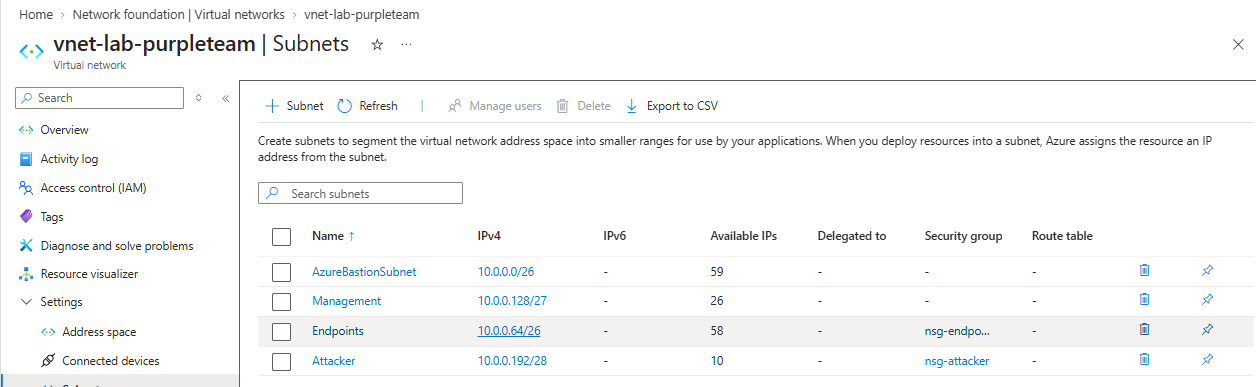 Home > Network foundation | Virtual networks > vnet-lab-purpleteam
vnet-lab-purpleteam | Subnets
Virtual network
Search
Overview
Activity log
Access control (IAM)
Tags
Diagnose and solve problems
Resource visualizer
Settings
Address space
Connected devices
+ Subnet Refresh | Manage users Delete Export to CSV
Create subnets to segment the virtual network address space into smaller ranges for use by your applications. When you deploy resources into a subnet, Azure assigns the resource an IP
address from the subnet.
Search subnets
Name ↑ IPv4 IPv6 Available IPs Delegated to Security group Route table
AzureBastionSubnet 10.0.0.0/26 - 59 - - -
Management 10.0.0.128/27 - 26 - - -
Endpoints 10.0.0.64/26 - 58 - nsg-endpo... -
Attacker 10.0.0.192/28 - 10 - nsg-attacker -